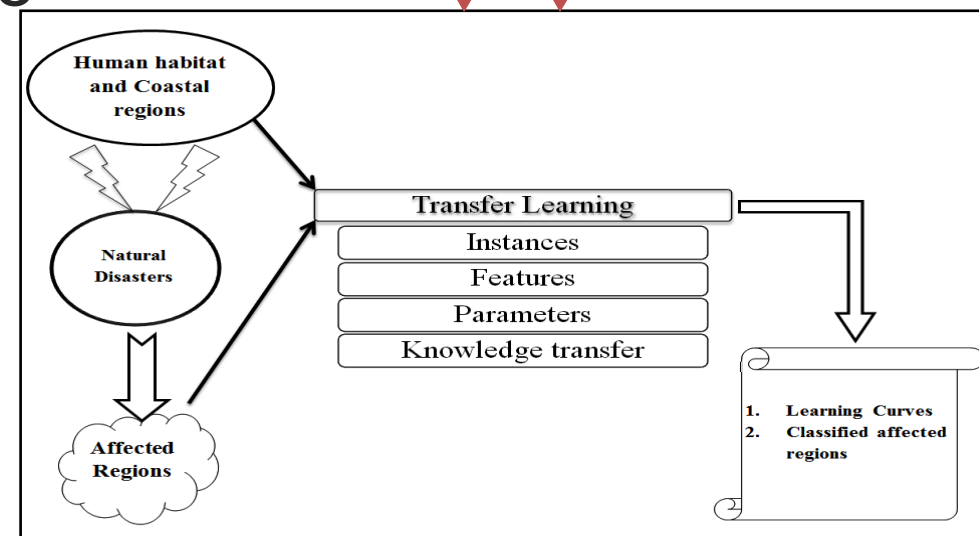 Human habitat
and Coastal
regions
Natural
Disasters
Affected
Regions
Transfer Learning
Instances
Features
Parameters
Knowledge transfer
1. Learning Curves
2. Classified affected
regions